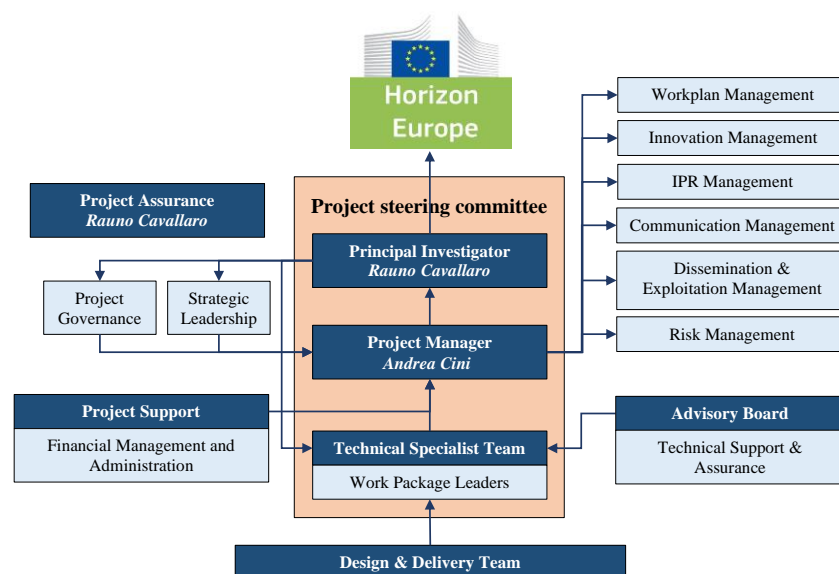 Horizon
Europe
Workplan Management
Innovation Management
IPR Management
Communication Management
Dissemination &
Exploitation Management
Risk Management
Project Assurance
Rauno Cavallaro
Project steering committee
Principal Investigator
Rauno Cavallaro
Project
Governance
Strategic
Leadership
Project Manager
Andrea Cini
Project Support
Financial Management and
Administration
Technical Specialist Team
Work Package Leaders
Advisory Board
Technical Support &
Assurance
Design & Delivery Team